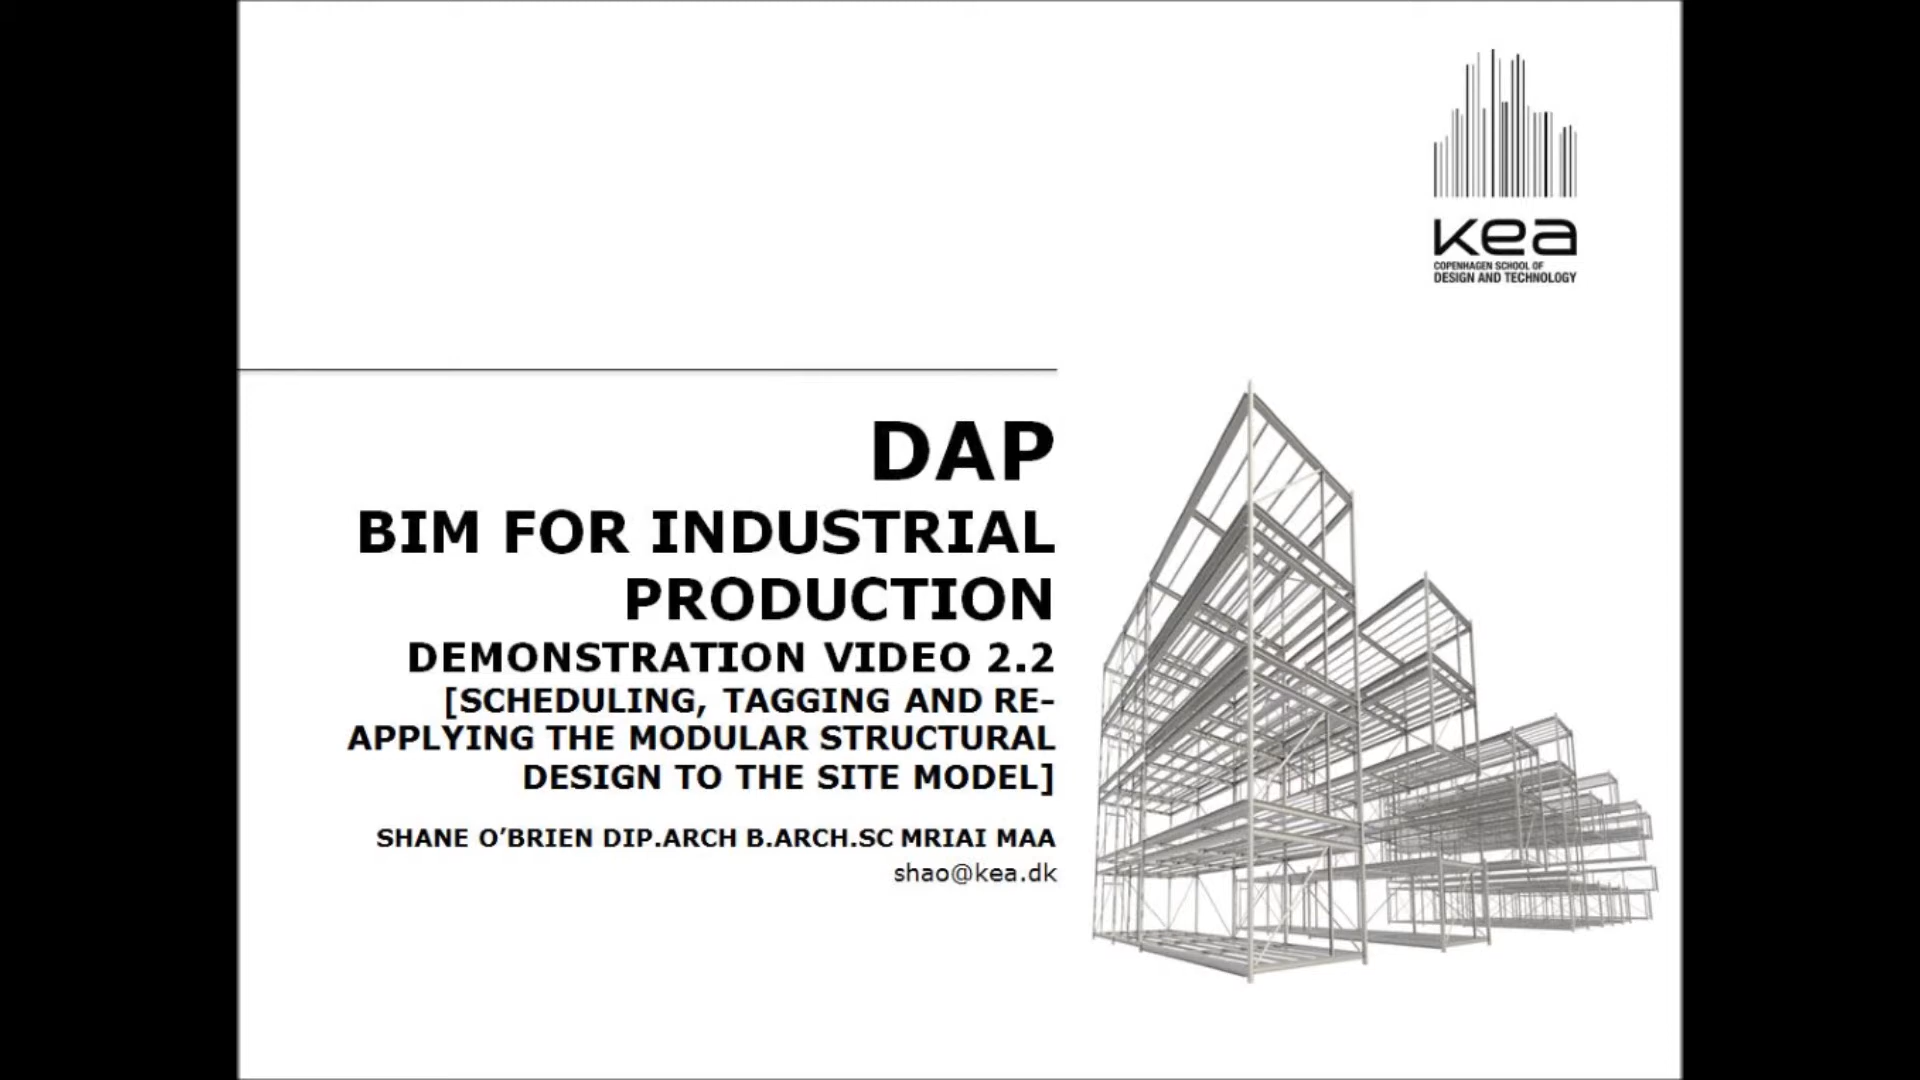 kea
COPENHAGEN SCHOOL OF
DESIGN AND TECHNOLOGY
DAP
BIM FOR INDUSTRIAL
PRODUCTION
DEMONSTRATION VIDEO 2.2
[SCHEDULING, TAGGING AND RE-
APPLYING THE MODULAR STRUCTURAL
DESIGN TO THE SITE MODEL]
SHANE O’BRIEN DIP.ARCH B.ARCH.SC MRIAI MAA
shao@kea.dk